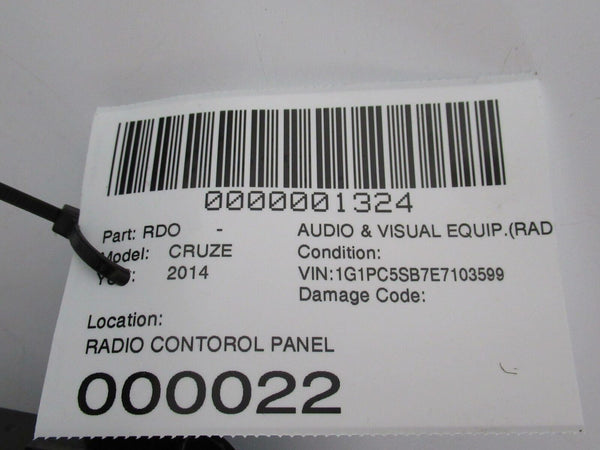 0000001324
Part: RDO - AUDIO & VISUAL EQUIP.(RAD
Model: CRUZE Condition:
2014 VIN:1G1PC5SB7E7103599
Damage Code:
Location:
RADIO CONTOROL PANEL
000022